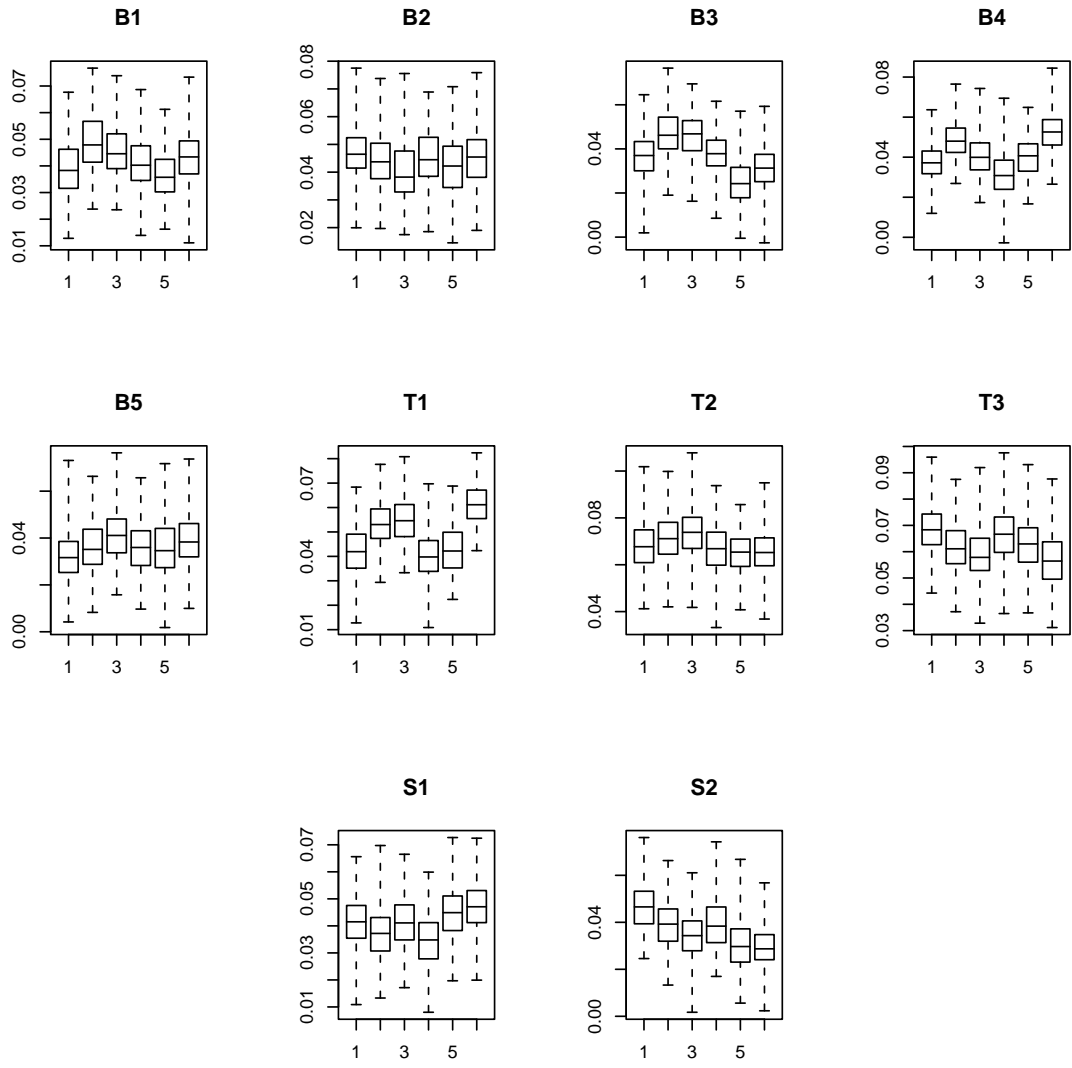 B1 B2 B3 B4
0.01 0.03 0.05 0.07
0.02 0.04 0.06 0.08
0.00 0.04
0.00 0.04 0.08
1 3 5 1 3 5 1 3 5 1 3 5
B5 T1 T2 T3
0.00 0.04
0.01 0.04 0.07
0.04 0.08
0.03 0.05 0.07 0.09
1 3 5 1 3 5 1 3 5 1 3 5
S1 S2
0.01 0.03 0.05 0.07
0.00 0.04
1 3 5 1 3 5